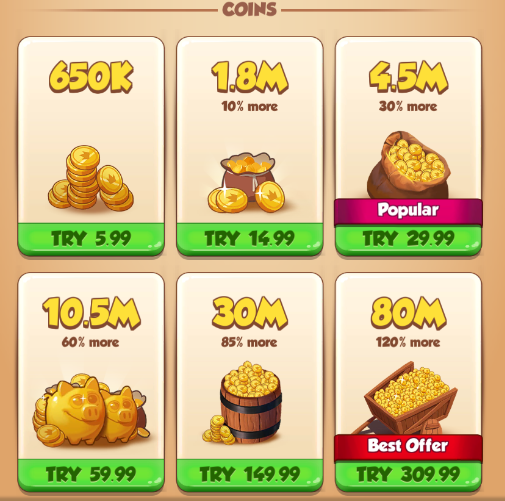 COINS
650K
TRY 5.99
1.8M
10% more
TRY 14.99
4.5M
30% more
Popular
TRY 29.99
10.5M
60% more
TRY 59.99
30M
85% more
TRY 149.99
80M
120% more
Best Offer
TRY 309.99